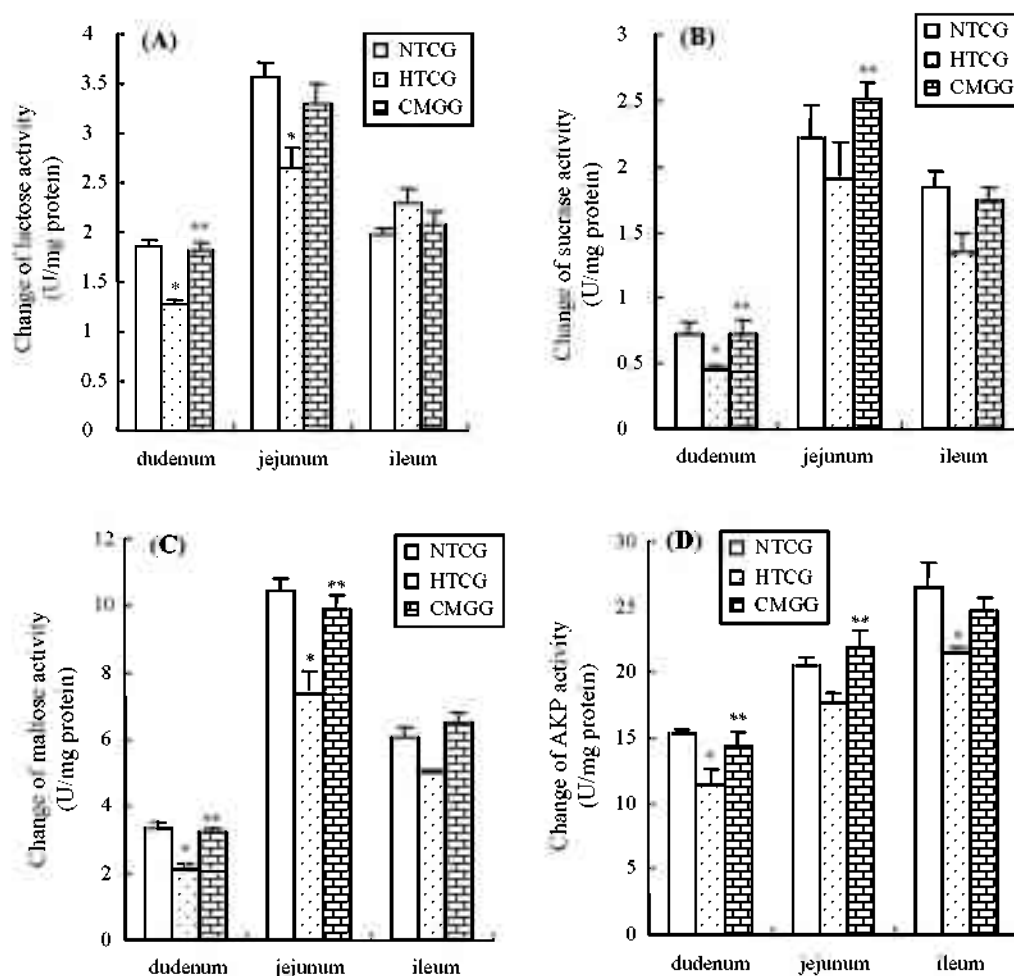 (A)
NTCG
HTCG
CMGG
Change of lactose activity
(U/mg protein)
4
3.5
3
2.5
2
1.5
1
0.5
0
*
**
*
dudenum
jejunum
ileum
(B)
NTCG
HTCG
CMGG
Change of sucrase activity
(U/mg protein)
3
2.5
2
1.5
1
0.5
0
*
**
**
dudenum
jejunum
ileum
(C)
NTCG
HTCG
CMGG
Change of maltose activity
(U/mg protein)
12
10
8
6
4
2
0
*
**
*
**
dudenum
jejunum
ileum
(D)
NTCG
HTCG
CMGG
Change of AKP activity
(U/mg protein)
30
25
20
15
10
5
0
*
**
**
*
dudenum
jejunum
ileum